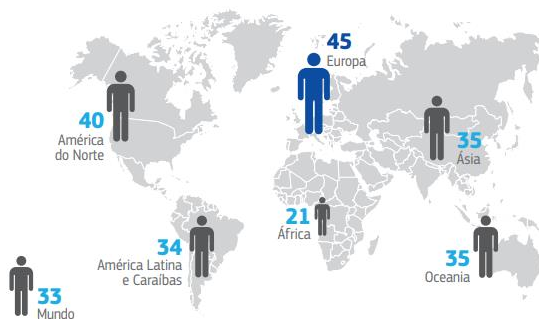 45
Europa
40
América
do Norte
35
Ásia
21
África
34
América Latina
e Caraíbas
35
Oceania
33
Mundo